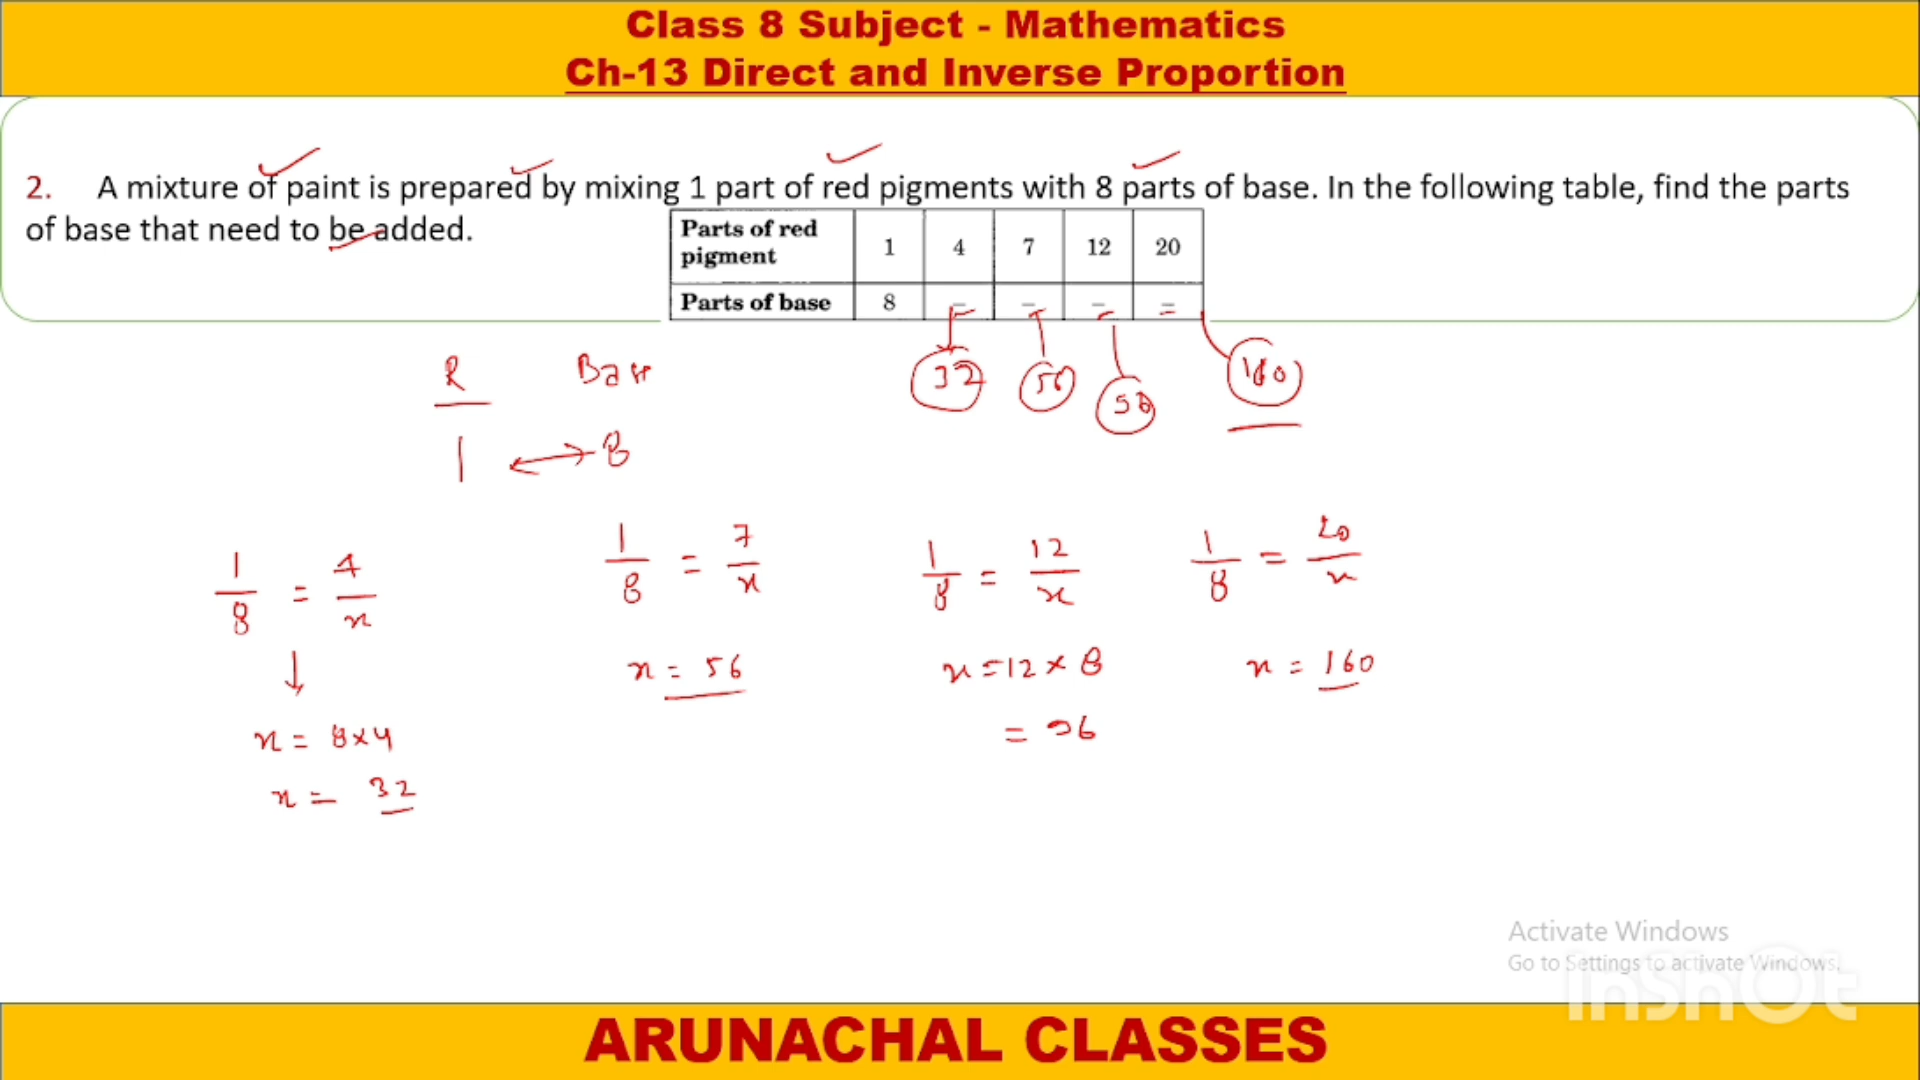 Class 8 Subject - Mathematics
Ch-13 Direct and Inverse Proportion
2. A mixture of paint is prepared by mixing 1 part of red pigments with 8 parts of base. In the following table, find the parts
of base that need to be added.
Parts of red pigment 1 4 7 12 20
Parts of base 8 – – – –
32 160
R Base
1 ↔ 8
1/8 = 4/x
x = 8×4
x = 32
1/8 = 7/x
x = 56
1/8 = 12/x
x = 12 × 8
= 96
1/8 = 20/x
x = 160
Activate Windows
Go to Settings to activate Windows.
InShOt
ARUNACHAL CLASSES